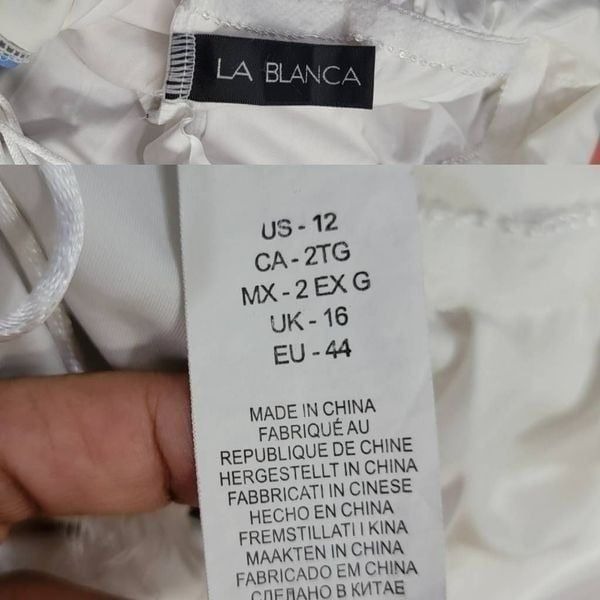 LA BLANCA
US - 12
CA - 2TG
MX - 2 EX G
UK - 16
EU - 44
MADE IN CHINA
FABRIQUÉ AU
REPUBLIQUE DE CHINE
HERGESTELLT IN CHINA
FABBRICATI IN CINESE
HECHO EN CHINA
FREMSTILLATI I KINA
MAAKTEN IN CHINA
FABRICADO EM CHINA
СДЕЛАНО В КИТАЕ